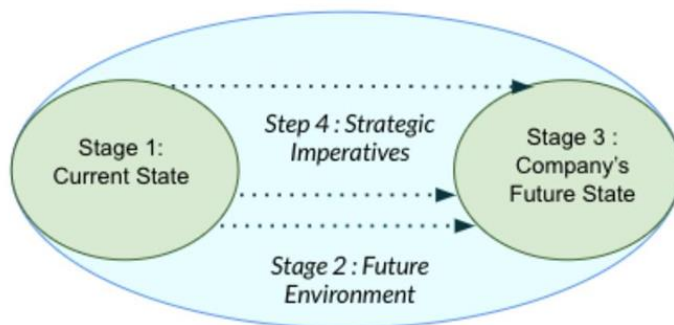 Stage 1:
Current State
Step 4 : Strategic
Imperatives
Stage 3 :
Company's
Future State
Stage 2 : Future
Environment